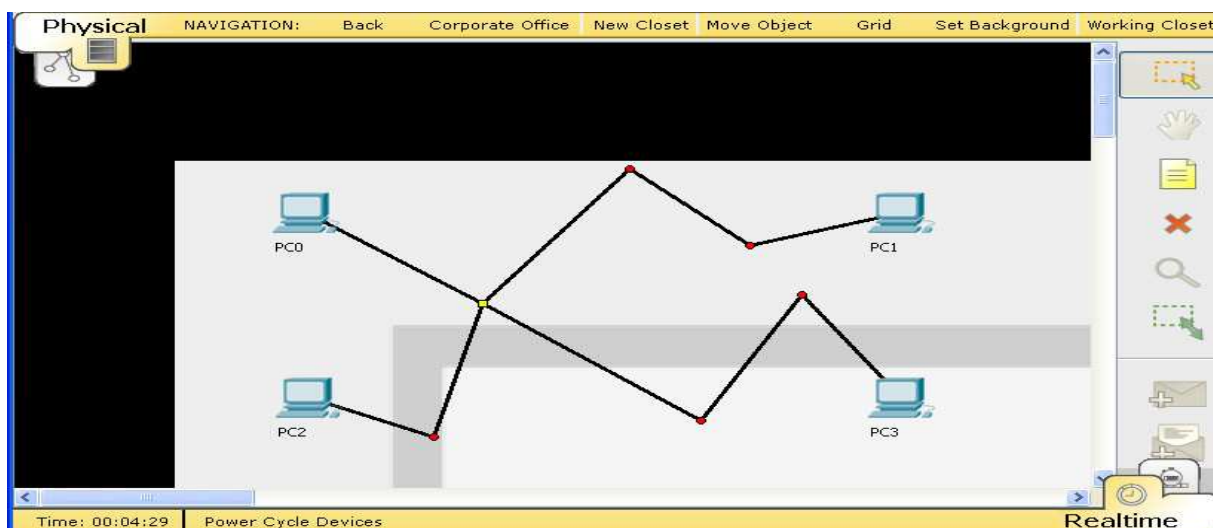 Physical NAVIGATION: Back Corporate Office New Closet Move Object Grid Set Background Working Closet
PC0 PC1
PC2 PC3
Time: 00:04:29 Power Cycle Devices Realtime